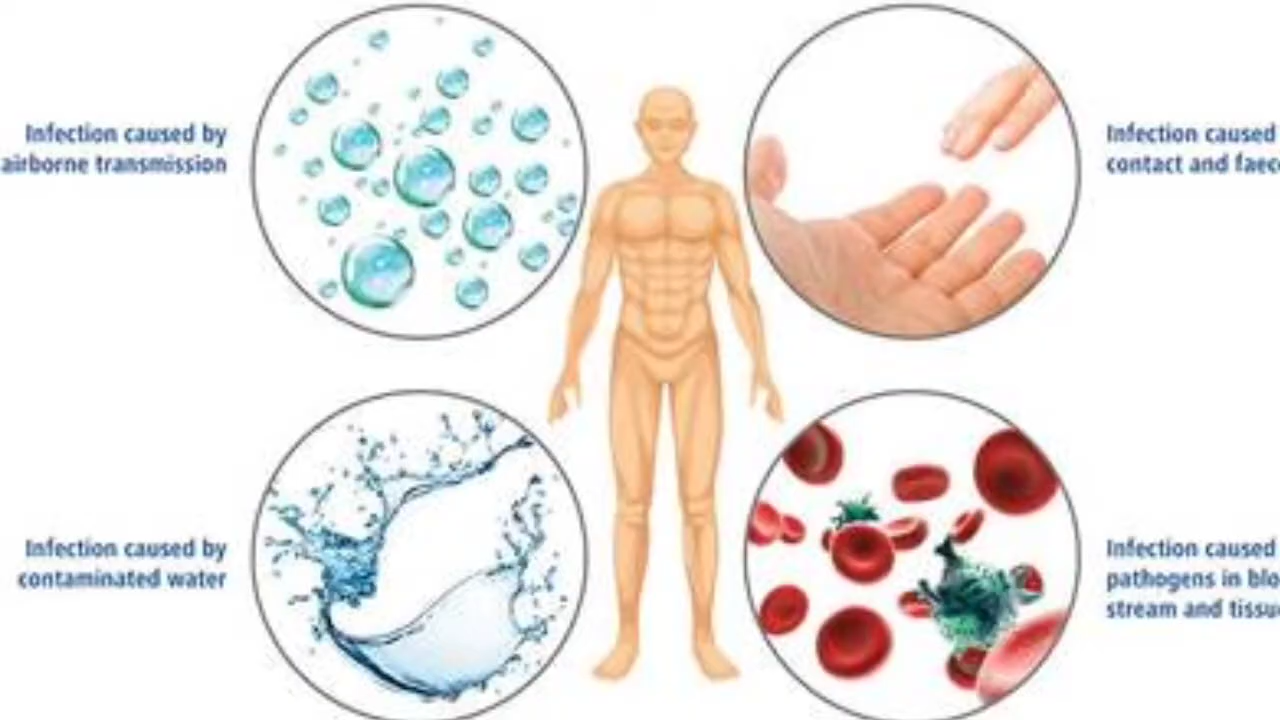 Infection caused by
airborne transmission
Infection caused
contact and
Infection caused by
contaminated water
Infection caused
pathogens in
stream and